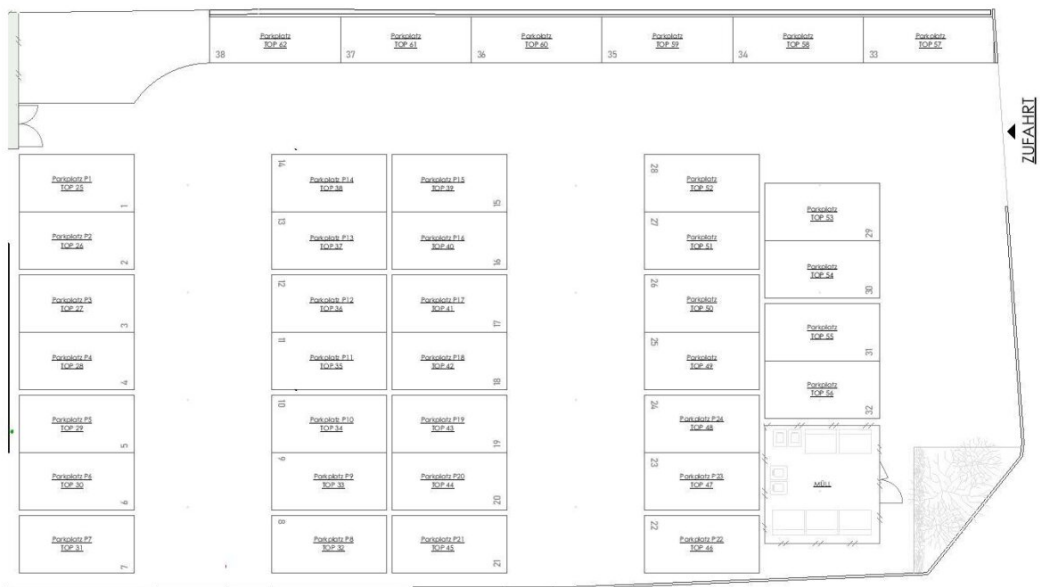 Parkplatz
TOP 62
38
Parkplatz
TOP 61
37
Parkplatz
TOP 60
36
Parkplatz
TOP 59
35
Parkplatz
TOP 58
34
Parkplatz
TOP 57
33
ZUFAHRT
Parkplatz P1
TOP 25
1
Parkplatz P2
TOP 26
2
Parkplatz P3
TOP 27
3
Parkplatz P4
TOP 28
4
Parkplatz P5
TOP 29
5
Parkplatz P6
TOP 30
6
Parkplatz P7
TOP 31
7
14
Parkplatz P14
TOP 38
13
Parkplatz P13
TOP 37
12
Parkplatz P12
TOP 36
11
Parkplatz P11
TOP 35
10
Parkplatz P10
TOP 34
9
Parkplatz P9
TOP 33
8
Parkplatz P8
TOP 32
Parkplatz P15
TOP 39
15
Parkplatz P16
TOP 40
16
Parkplatz P17
TOP 41
17
Parkplatz P18
TOP 42
18
Parkplatz P19
TOP 43
19
Parkplatz P20
TOP 44
20
Parkplatz P21
TOP 45
21
28
Parkplatz
TOP 52
27
Parkplatz
TOP 51
26
Parkplatz
TOP 50
25
Parkplatz
TOP 49
24
Parkplatz P24
TOP 48
23
Parkplatz P23
TOP 47
22
Parkplatz P22
TOP 46
Parkplatz
TOP 53
29
Parkplatz
TOP 54
30
Parkplatz
TOP 55
31
Parkplatz
TOP 56
32
MÜLL